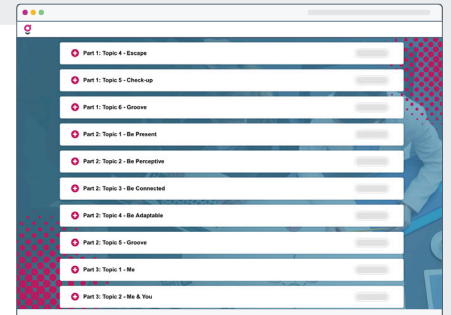 Part 1: Topic 4 - Escape
Part 1: Topic 5 - Check-up
Part 1: Topic 6 - Groove
Part 2: Topic 1 - Be Present
Part 2: Topic 2 - Be Perceptive
Part 2: Topic 3 - Be Connected
Part 2: Topic 4 - Be Adaptable
Part 2: Topic 5 - Groove
Part 3: Topic 1 - Me
Part 3: Topic 2 - Me & You